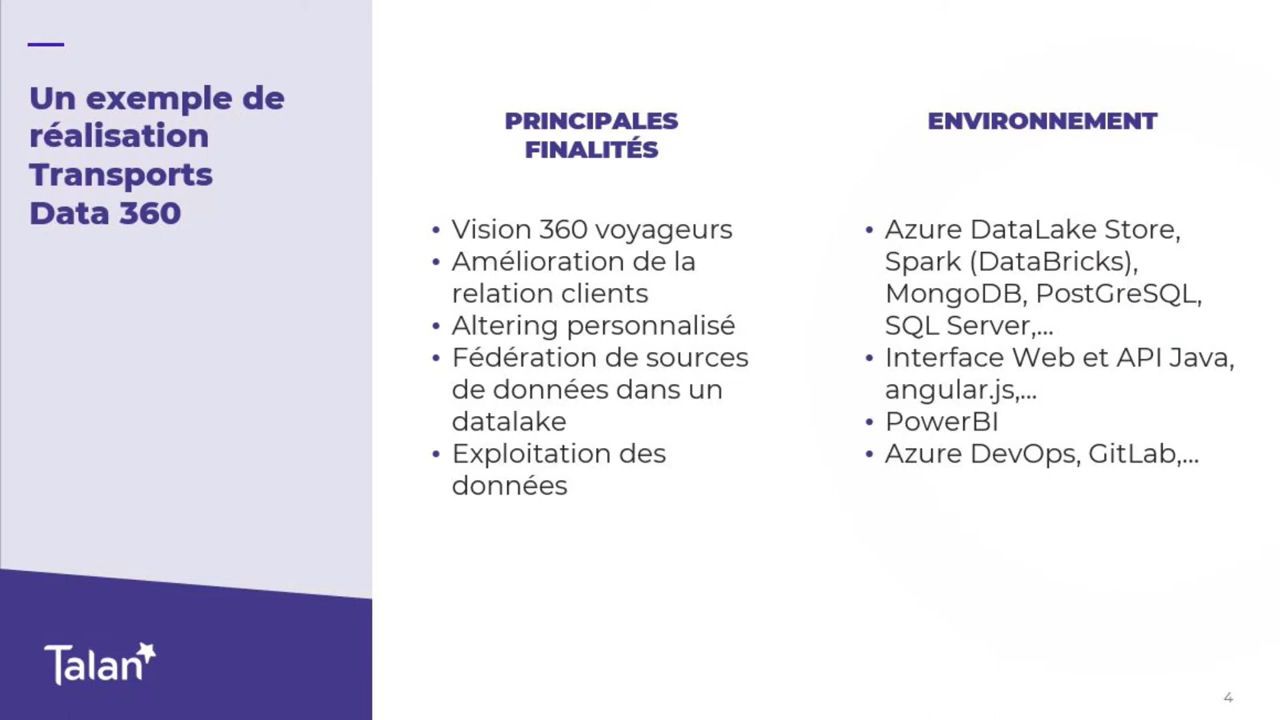 Un exemple de
réalisation
Transports
Data 360
PRINCIPALES
FINALITÉS
• Vision 360 voyageurs
• Amélioration de la
relation clients
• Altering personnalisé
• Fédération de sources
de données dans un
datalake
• Exploitation des
données
ENVIRONNEMENT
• Azure DataLake Store,
Spark (DataBricks),
MongoDB, PostGreSQL,
SQL Server,...
• Interface Web et API Java,
angular.js,...
• PowerBI
• Azure DevOps, GitLab,...
Talan
4